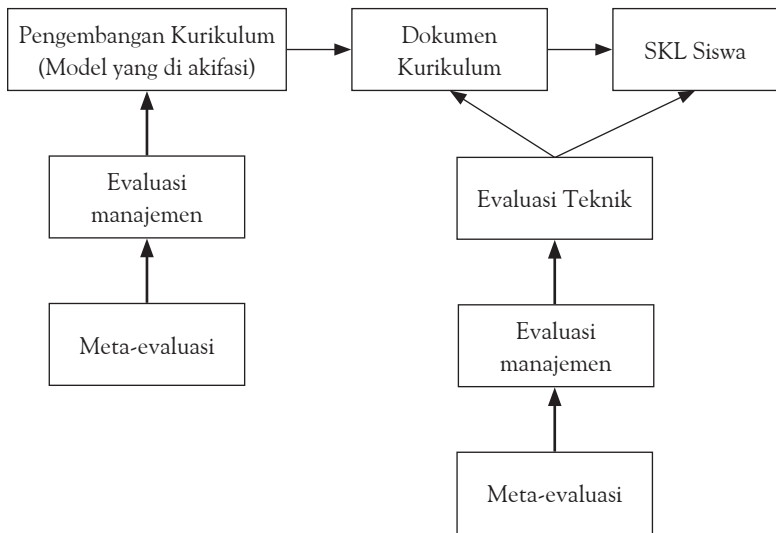 Pengembangan Kurikulum
(Model yang di akifasi)
Dokumen
Kurikulum
SKL Siswa
Evaluasi
manajemen
Evaluasi Teknik
Meta-evaluasi
Evaluasi
manajemen
Meta-evaluasi